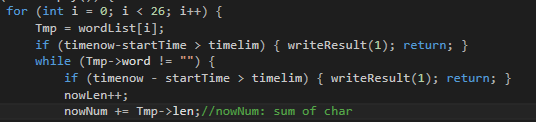 for (int i = 0; i < 26; i++) {
Tmp = wordList[i];
if (timenow-startTime > timelim) { writeResult(1); return; }
while (Tmp->word != "") {
if (timenow - startTime > timelim) { writeResult(1); return; }
nowLen++;
nowNum += Tmp->len;//nowNum: sum of char